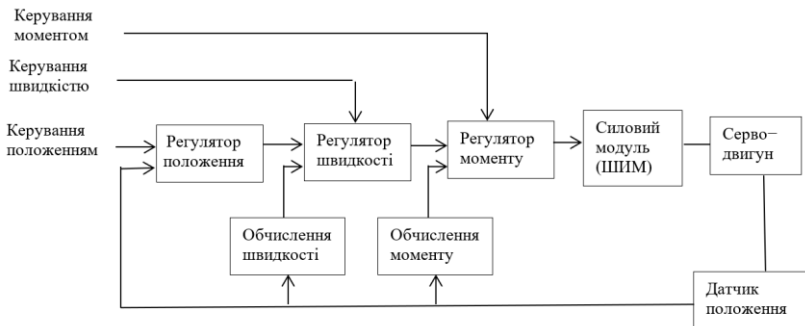 Керування
моментом
Керування
швидкістю
Керування
положенням
Регулятор
положення
Регулятор
швидкості
Регулятор
моменту
Силовий
модуль
(ШИМ)
Серво–
двигун
Обчислення
швидкості
Обчислення
моменту
Датчик
положення